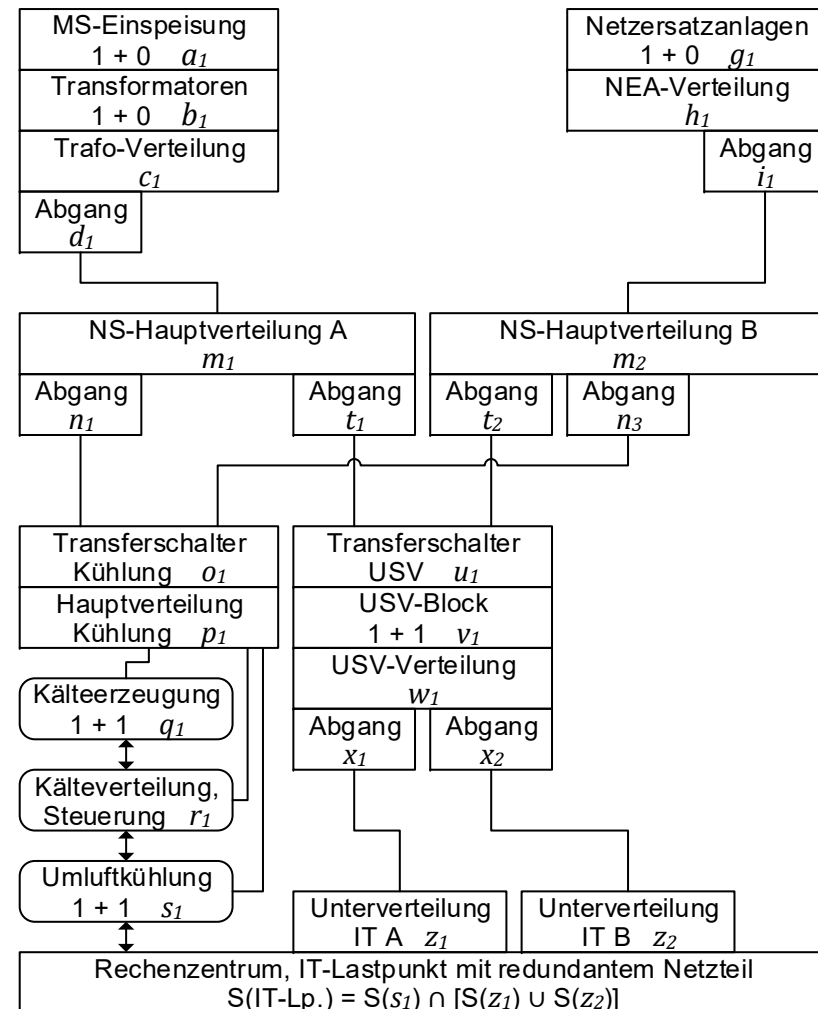 MS-Einspeisung
1 + 0 a₁
Transformatoren
1 + 0 b₁
Trafo-Verteilung
c₁
Abgang
d₁
Netzersatzanlagen
1 + 0 g₁
NEA-Verteilung
h₁
Abgang
i₁
NS-Hauptverteilung A
m₁
Abgang
n₁
Abgang
t₁
NS-Hauptverteilung B
m₂
Abgang
t₂
Abgang
n₃
Transferschalter
Kühlung o₁
Hauptverteilung
Kühlung p₁
Transferschalter
USV u₁
USV-Block
1 + 1 v₁
USV-Verteilung
w₁
Abgang
x₁
Abgang
x₂
Kälteerzeugung
1 + 1 q₁
Kälteverteilung,
Steuerung r₁
Umluftkühlung
1 + 1 s₁
Unterverteilung
IT A z₁
Unterverteilung
IT B z₂
Rechenzentrum, IT-Lastpunkt mit redundantem Netzteil
S(IT-Lp.) = S(s₁) ∩ [S(z₁) ∪ S(z₂)]